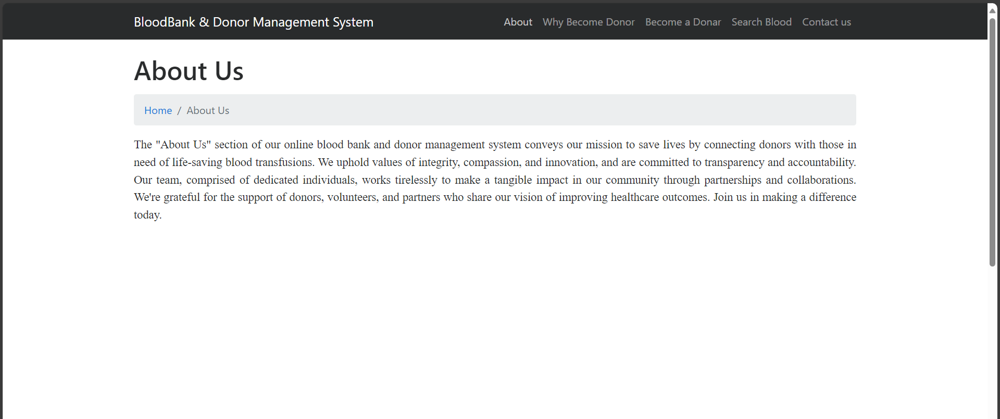 BloodBank & Donor Management System
About Why Become Donor Become a Donar Search Blood Contact us
About Us
Home / About Us
The "About Us" section of our online blood bank and donor management system conveys our mission to save lives by connecting donors with those in
need of life-saving blood transfusions. We uphold values of integrity, compassion, and innovation, and are committed to transparency and accountability.
Our team, comprised of dedicated individuals, works tirelessly to make a tangible impact in our community through partnerships and collaborations.
We're grateful for the support of donors, volunteers, and partners who share our vision of improving healthcare outcomes. Join us in making a difference
today.